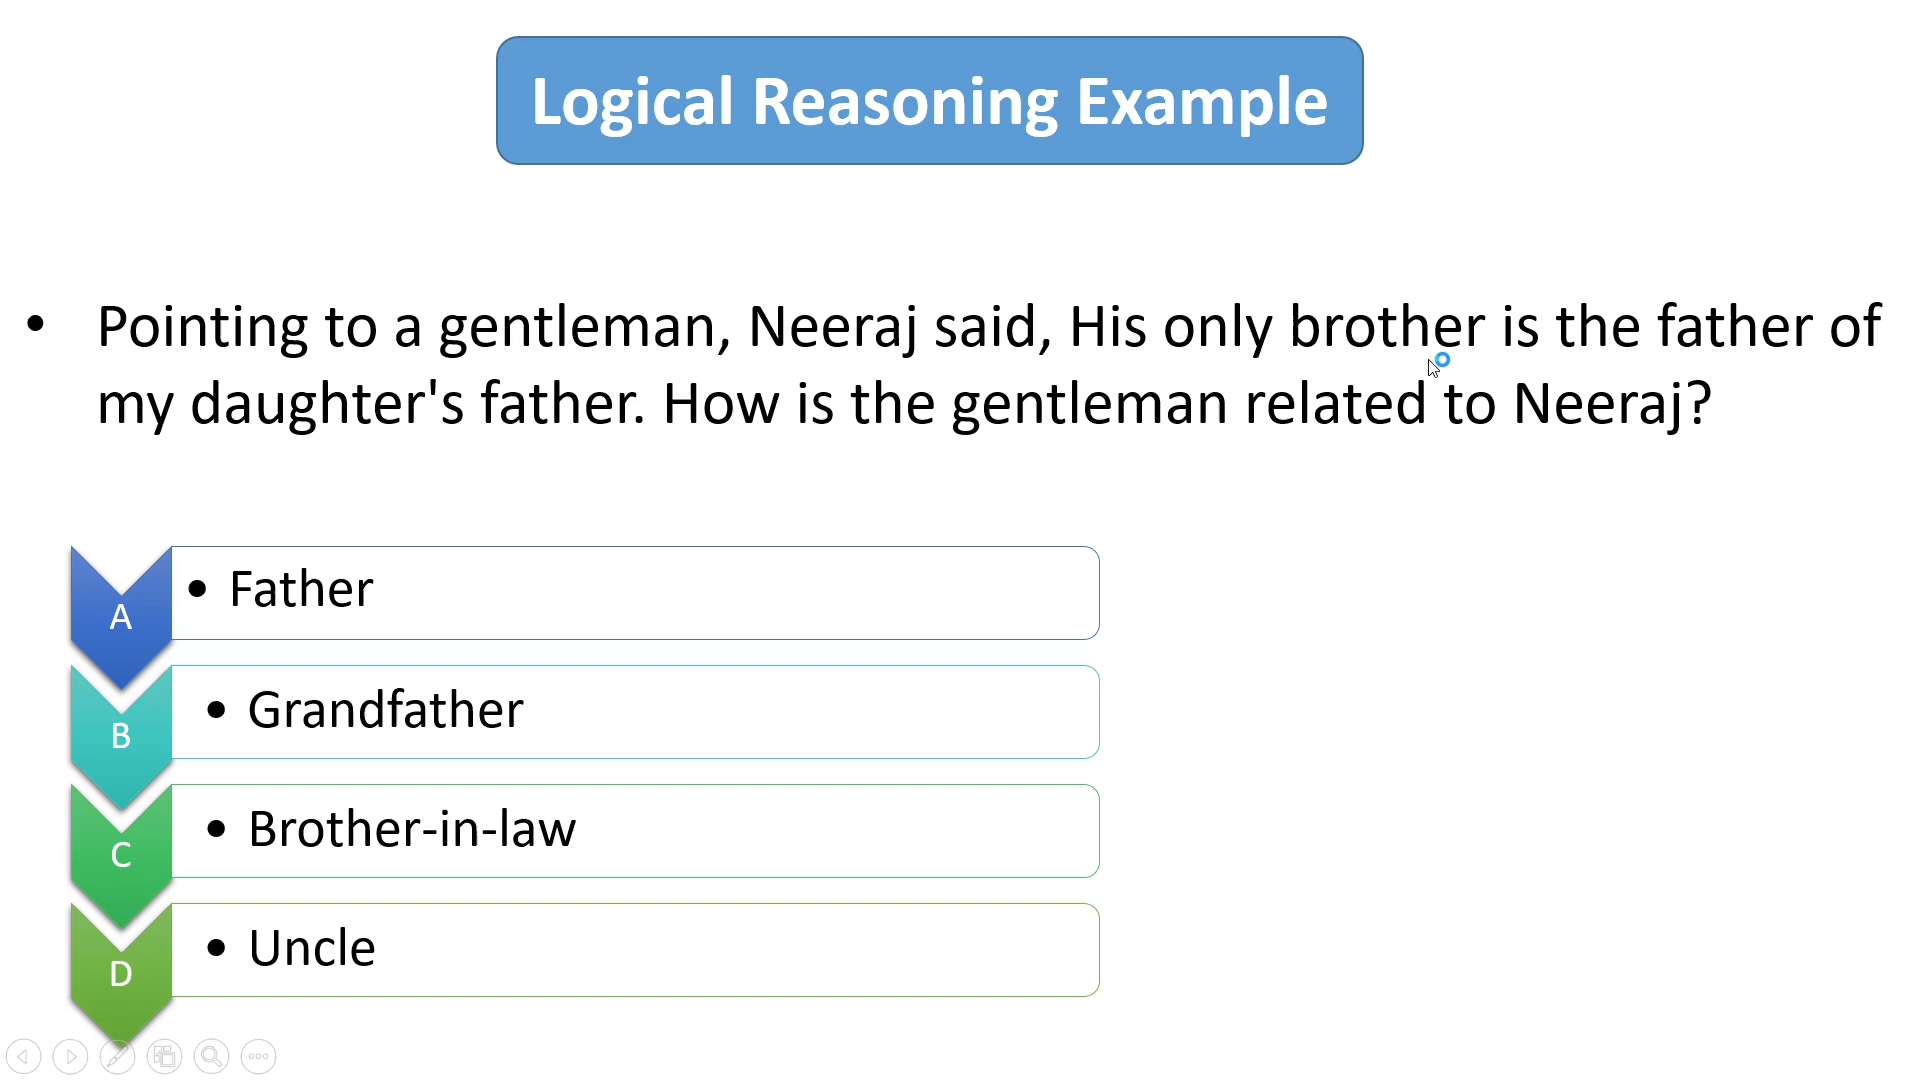 Logical Reasoning Example
• Pointing to a gentleman, Neeraj said, His only brother is the father of
my daughter's father. How is the gentleman related to Neeraj?
A
• Father
B
• Grandfather
C
• Brother-in-law
D
• Uncle